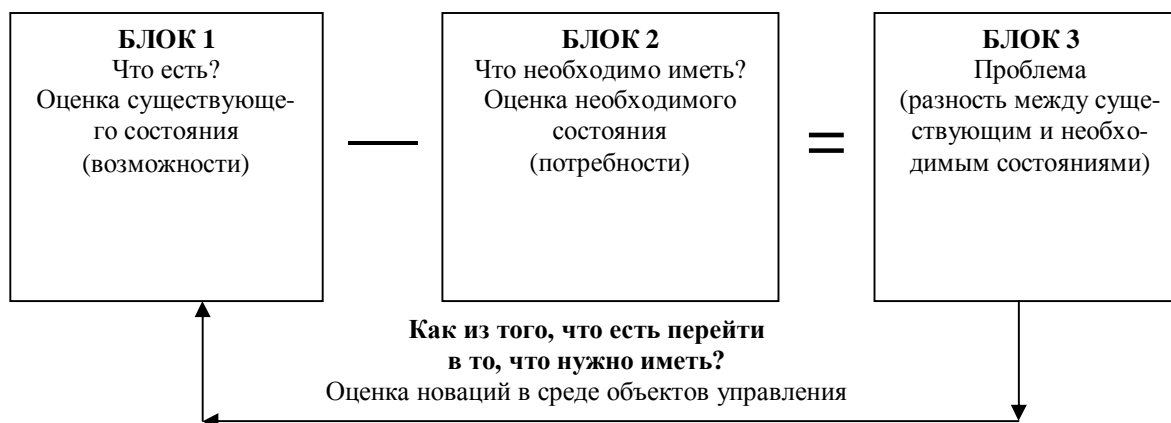 БЛОК 1
Что есть?
Оценка существующе-
го состояния
(возможности)
—
БЛОК 2
Что необходимо иметь?
Оценка необходимого
состояния
(потребности)
=
БЛОК 3
Проблема
(разность между суще-
ствующим и необхо-
димым состояниями)
Как из того, что есть перейти
в то, что нужно иметь?
Оценка новаций в среде объектов управления